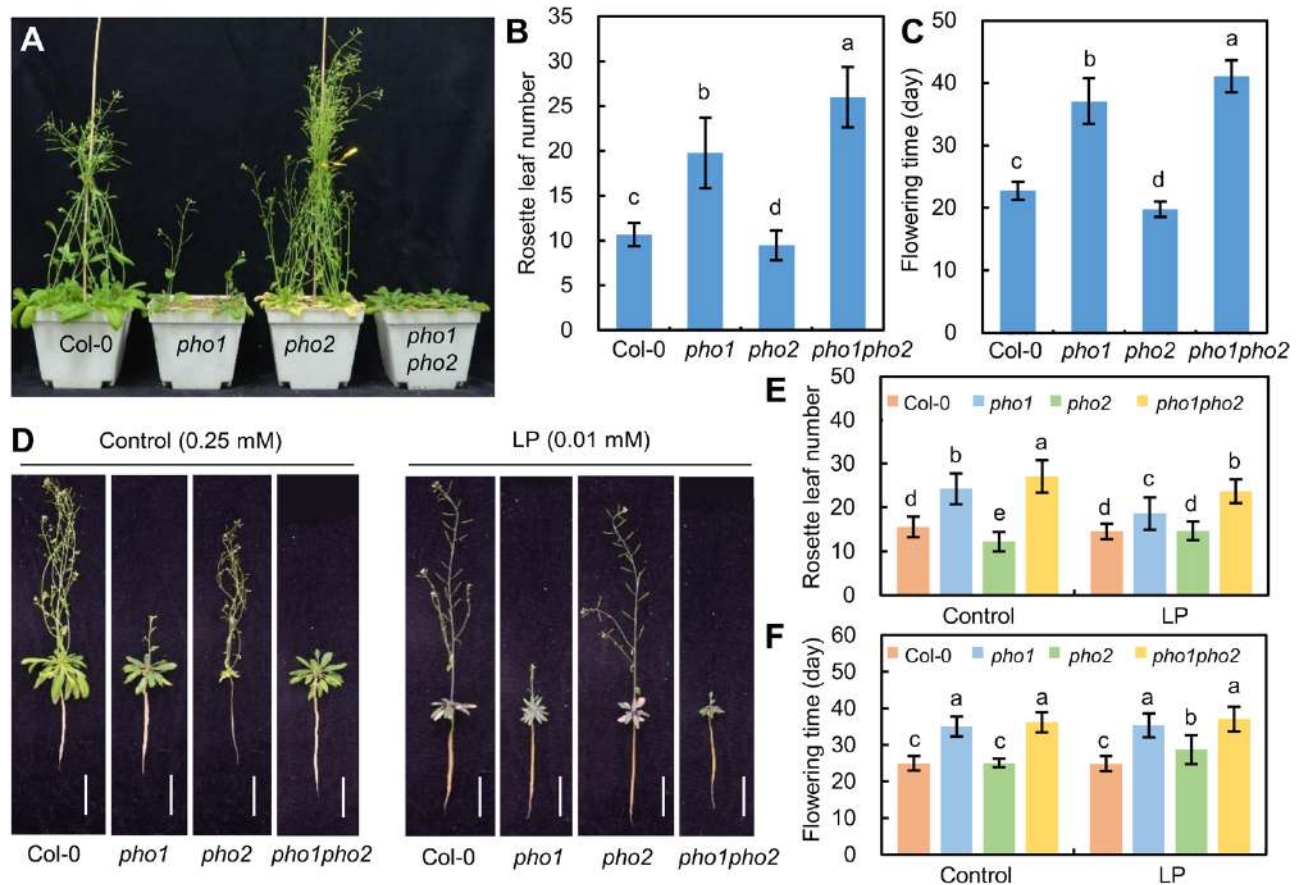 A
Col-0
pho1
pho2
pho1
pho2
B
Rosette leaf number
35
30
25
20
15
10
5
0
c
b
d
a
Col-0 pho1 pho2 pho1pho2
C
Flowering time (day)
50
40
30
20
10
0
c
b
d
a
Col-0 pho1 pho2 pho1pho2
D
Control (0.25 mM)
LP (0.01 mM)
Col-0 pho1 pho2 pho1pho2
Col-0 pho1 pho2 pho1pho2
E
Rosette leaf number
50
40
30
20
10
0
Col-0 pho1 pho2 pho1pho2
d b e a d c d b
Control LP
F
Flowering time (day)
60
50
40
30
20
10
0
Col-0 pho1 pho2 pho1pho2
c a c a c a b a
Control LP